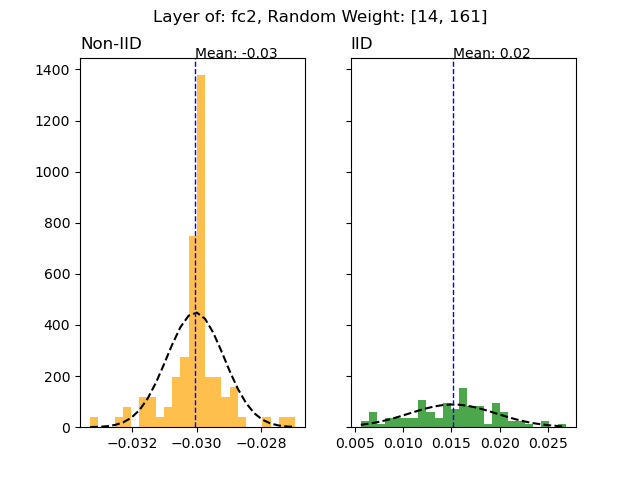 Layer of: fc2, Random Weight: [14, 161]
Non-IID
Mean: -0.03
IID
Mean: 0.02
1400
1200
1000
800
600
400
200
0
−0.032 −0.030 −0.028
0.005 0.010 0.015 0.020 0.025